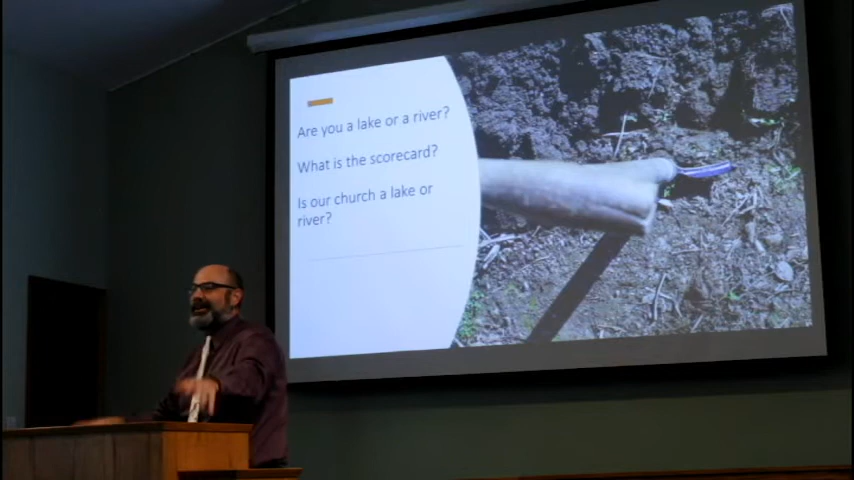 Are you a lake or a river?
What is the scorecard?
Is our church a lake or
river?